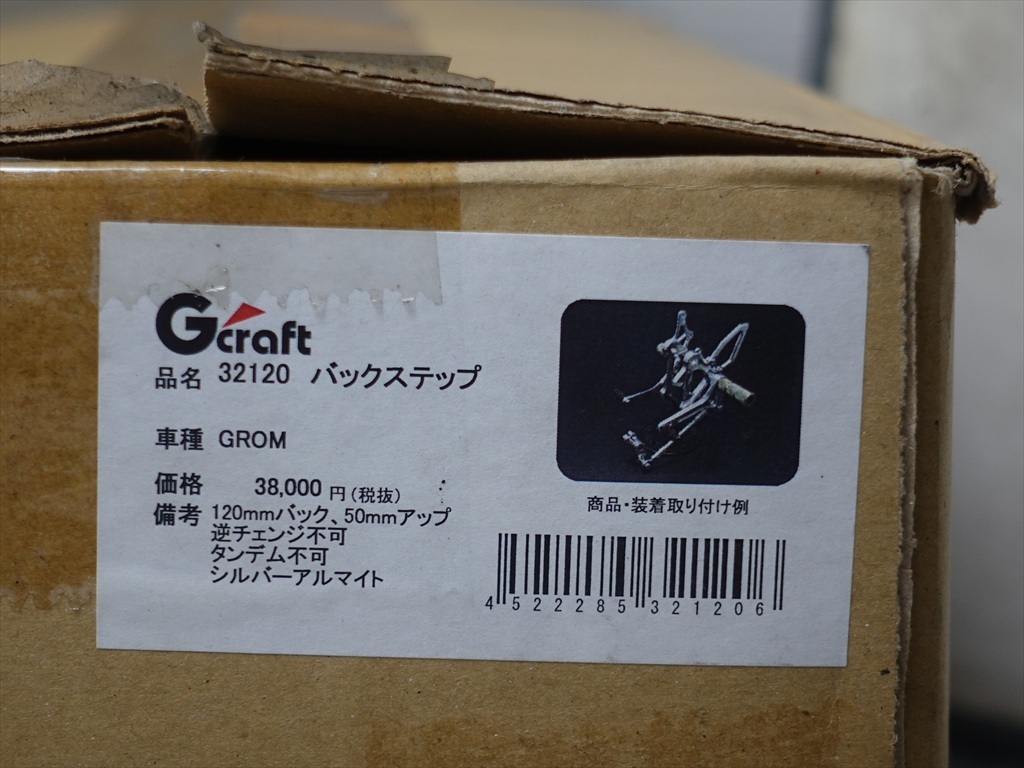 Gcraft
品名 32120 バックステップ
車種 GROM
価格 38,000 円(税抜)
備考 120mmバック、50mmアップ
逆チェンジ不可
タンデム不可
シルバーアルマイト
商品・装着取り付け例
4522285321206